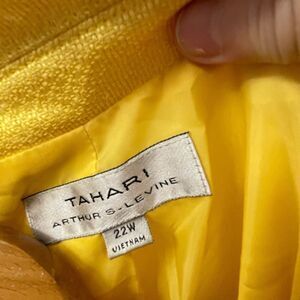 TAHARI
ARTHUR S. LEVINE
22W
VIETNAM